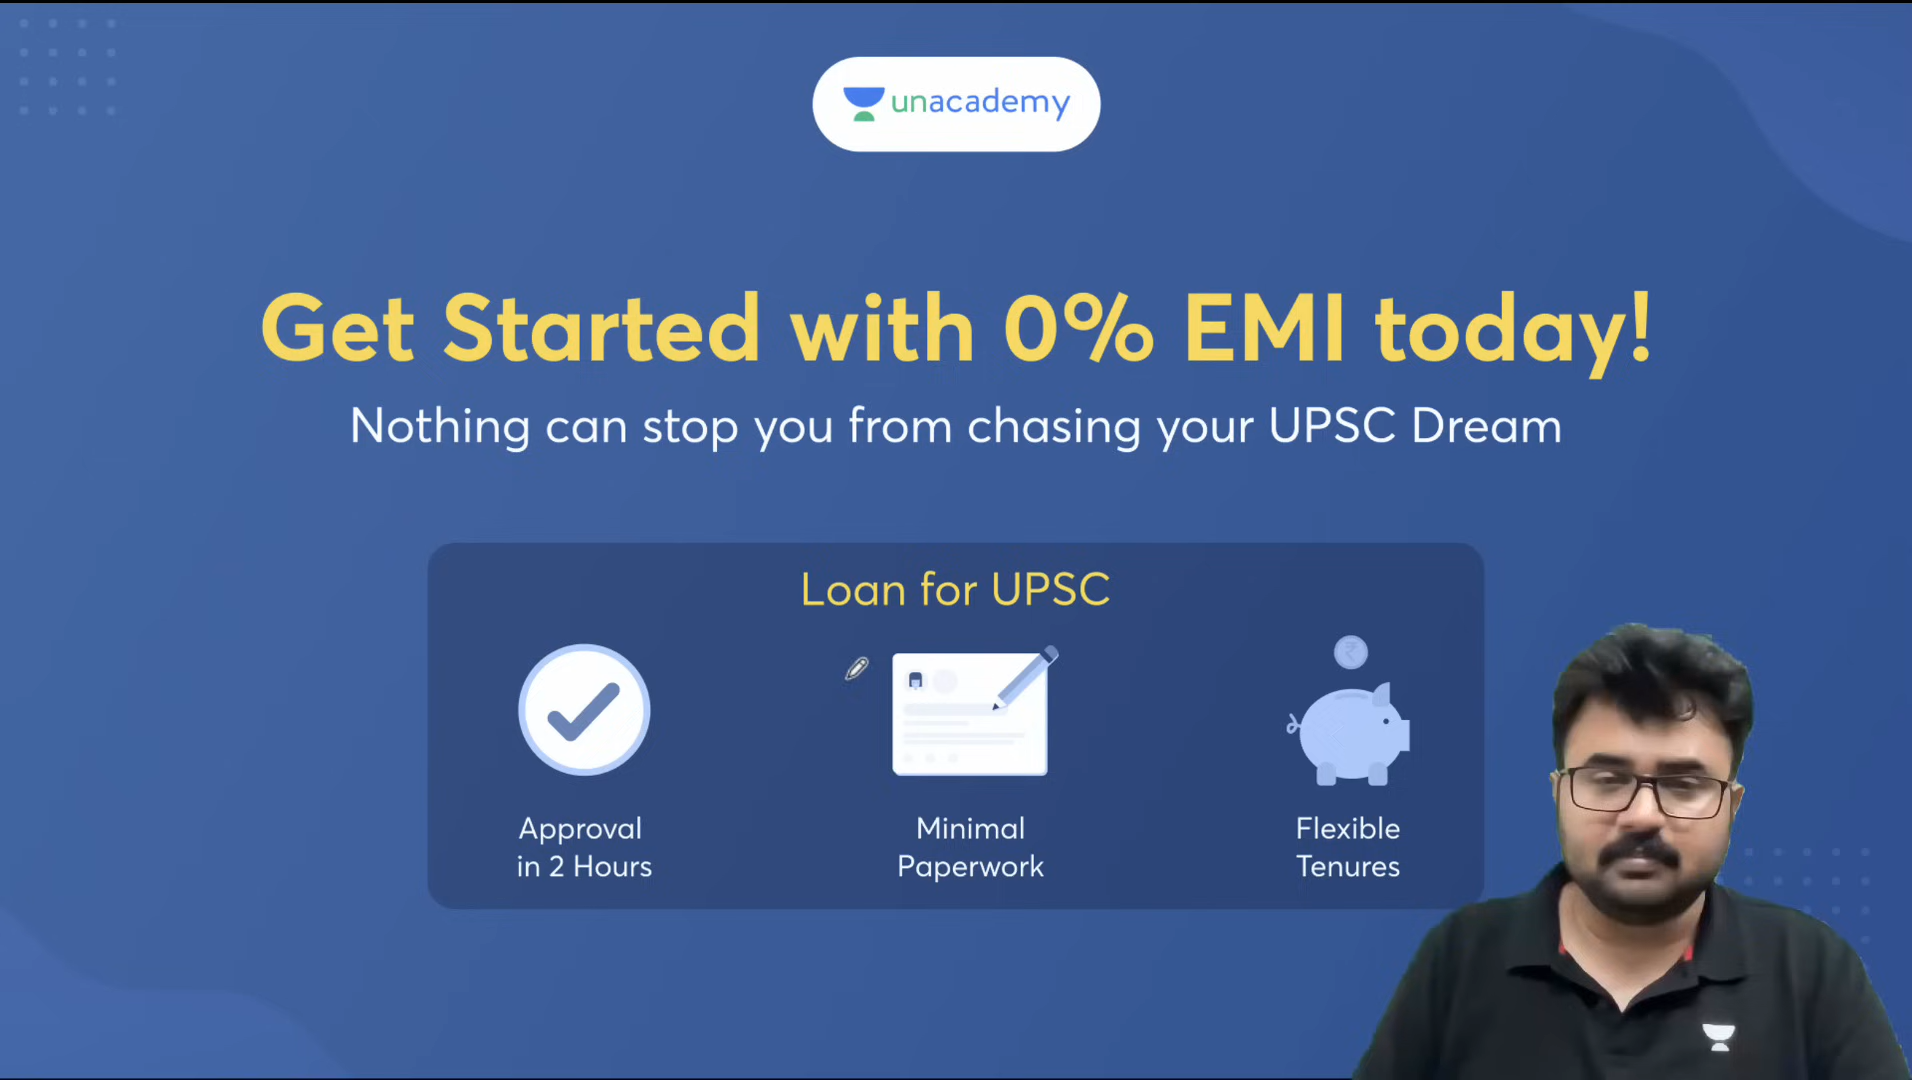 unacademy
Get Started with 0% EMI today!
Nothing can stop you from chasing your UPSC Dream
Loan for UPSC
Approval
in 2 Hours
Minimal
Paperwork
₹
Flexible
Tenures